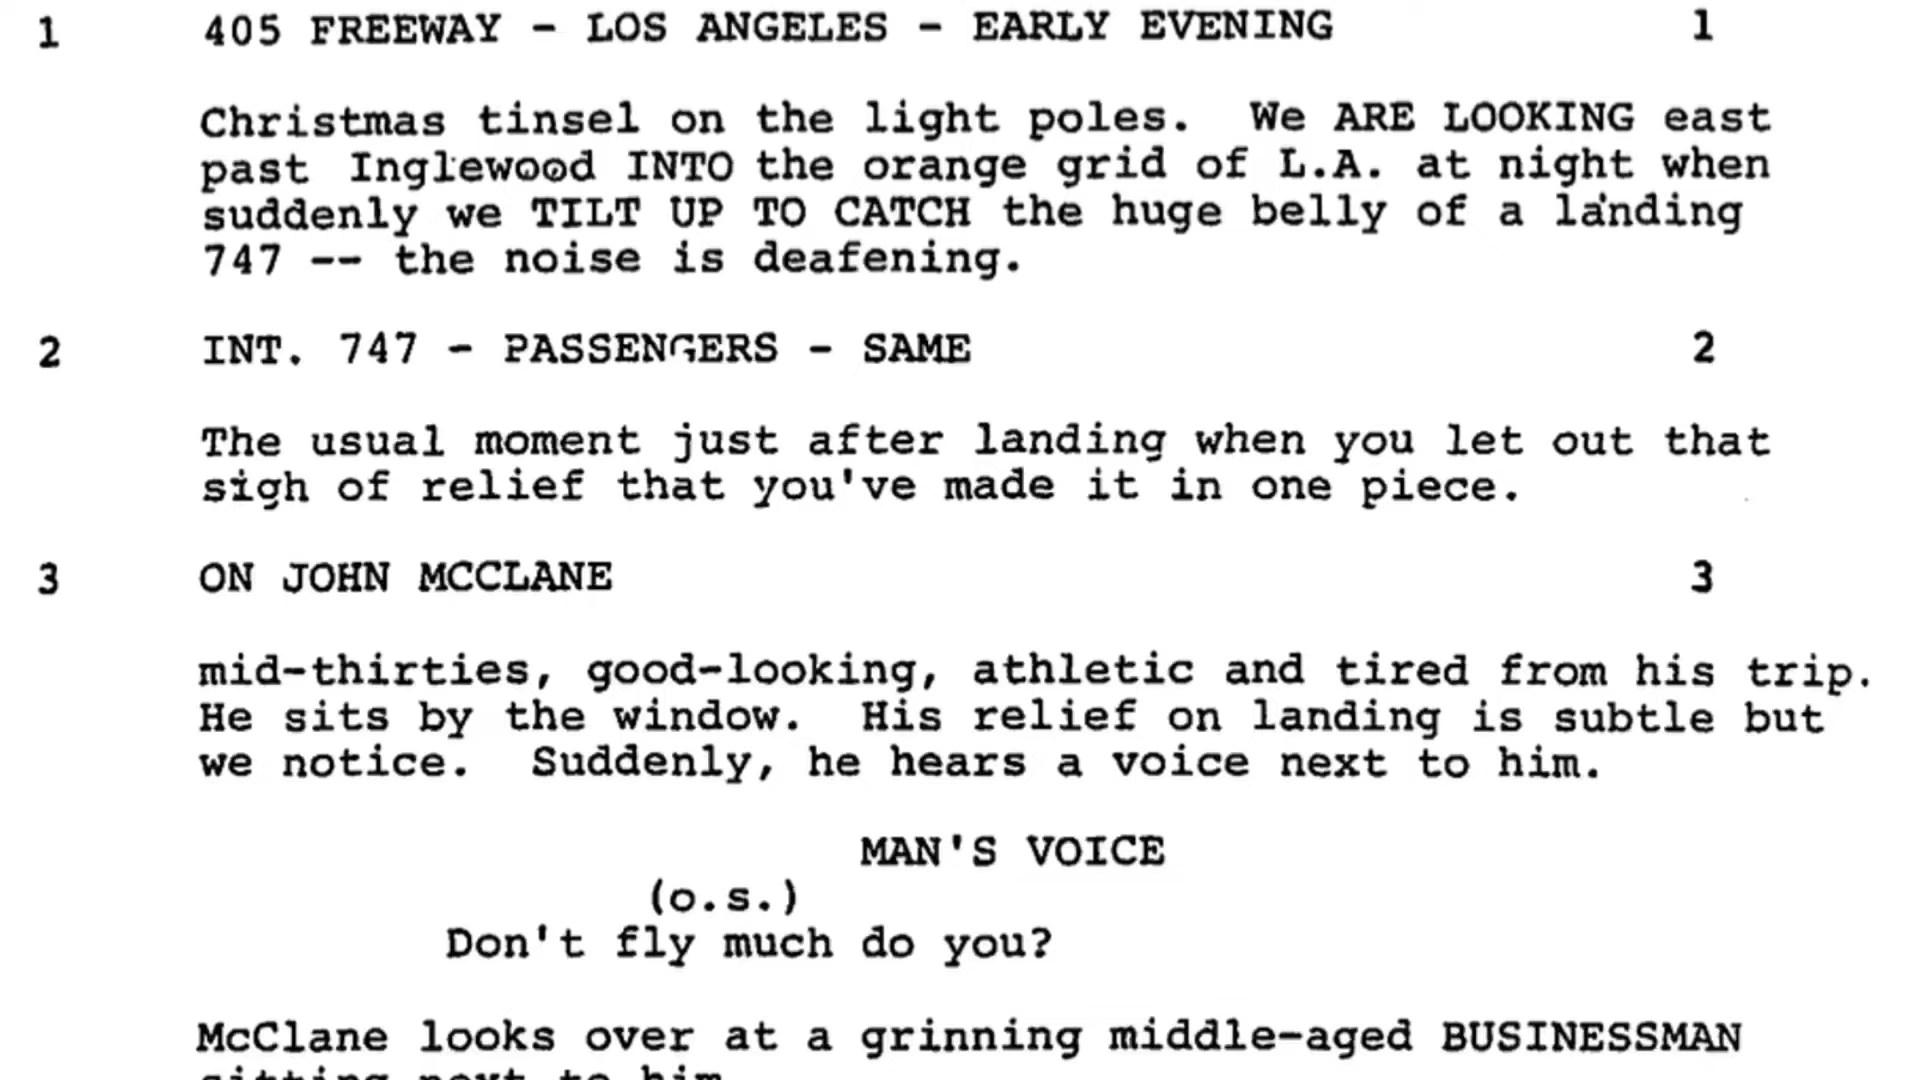 1 405 FREEWAY - LOS ANGELES - EARLY EVENING 1
Christmas tinsel on the light poles. We ARE LOOKING east
past Inglewood INTO the orange grid of L.A. at night when
suddenly we TILT UP TO CATCH the huge belly of a landing
747 -- the noise is deafening.
2 INT. 747 - PASSENGERS - SAME 2
The usual moment just after landing when you let out that
sigh of relief that you've made it in one piece.
3 ON JOHN MCCLANE 3
mid-thirties, good-looking, athletic and tired from his trip.
He sits by the window. His relief on landing is subtle but
we notice. Suddenly, he hears a voice next to him.
MAN'S VOICE
(o.s.)
Don't fly much do you?
McClane looks over at a grinning middle-aged BUSINESSMAN
sitting next to him.